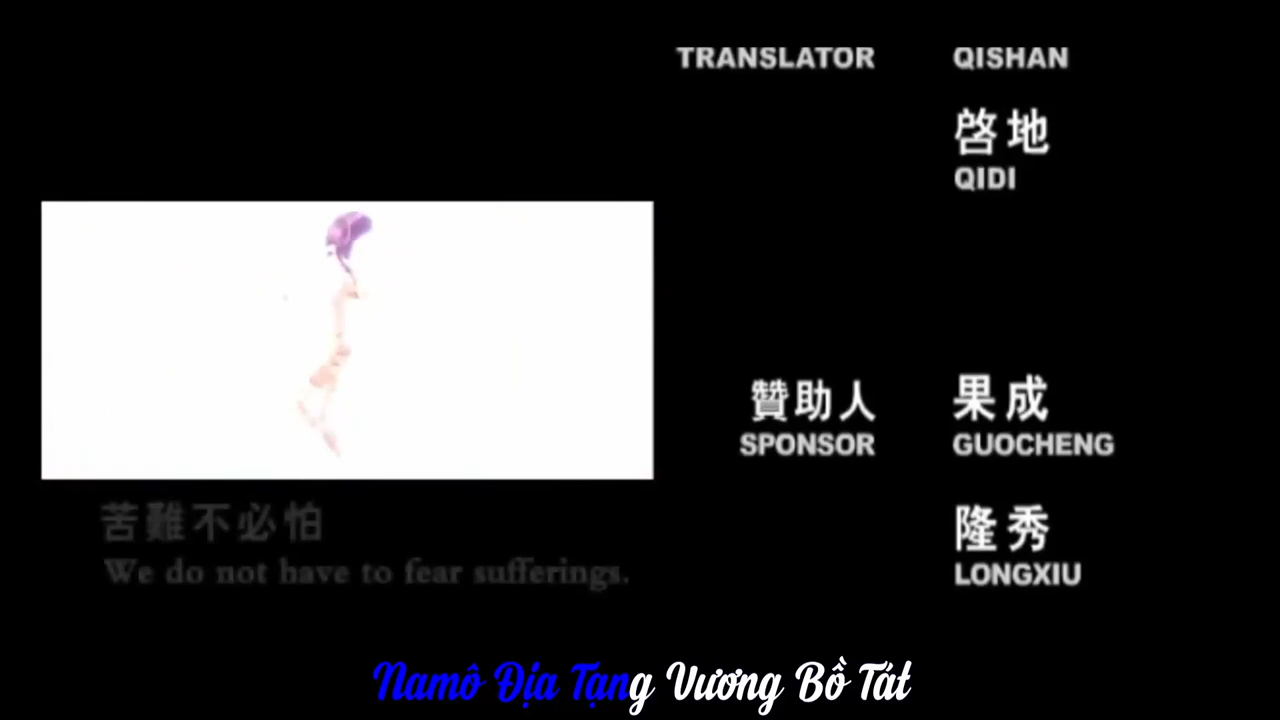 TRANSLATOR QISHAN
啓地
QIDI
贊助人 果成
SPONSOR GUOCHENG
隆秀
LONGXIU
苦難不必怕
We do not have to fear sufferings.
Namô Địa Tạng Vương Bồ Tát